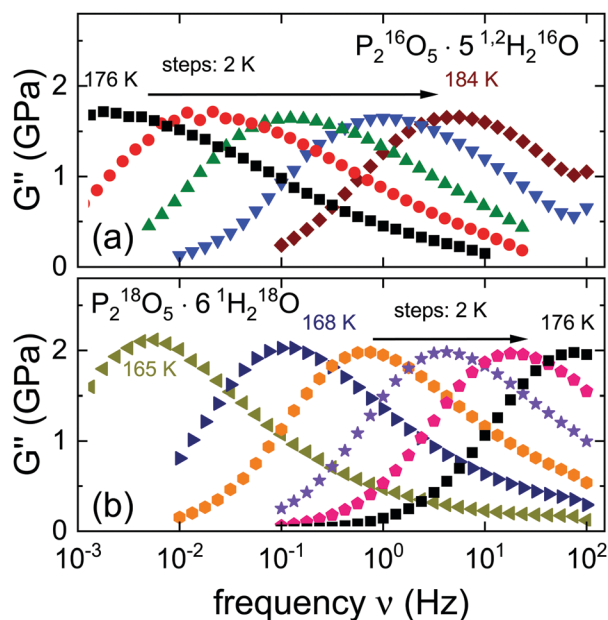 P₂¹⁶O₅ · 5 ¹,²H₂¹⁶O
176 K
steps: 2 K
184 K
2
1
0
G" (GPa)
(a)
P₂¹⁸O₅ · 6 ¹H₂¹⁸O
168 K
steps: 2 K
176 K
165 K
2
1
0
G" (GPa)
(b)
10⁻³ 10⁻² 10⁻¹ 10⁰ 10¹ 10²
frequency ν (Hz)